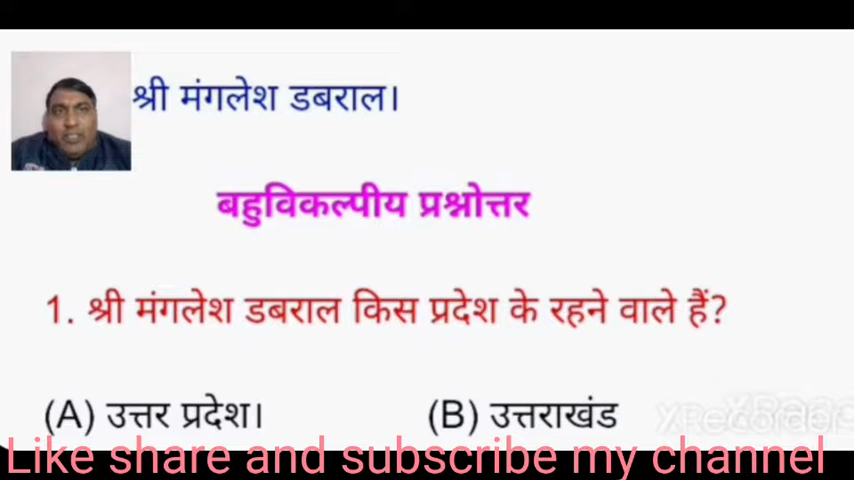 श्री मंगलेश डबराल।
बहुविकल्पीय प्रश्नोत्तर
1. श्री मंगलेश डबराल किस प्रदेश के रहने वाले हैं?
(A) उत्तर प्रदेश। (B) उत्तराखंड
XRecorder
Like share and subscribe my channel